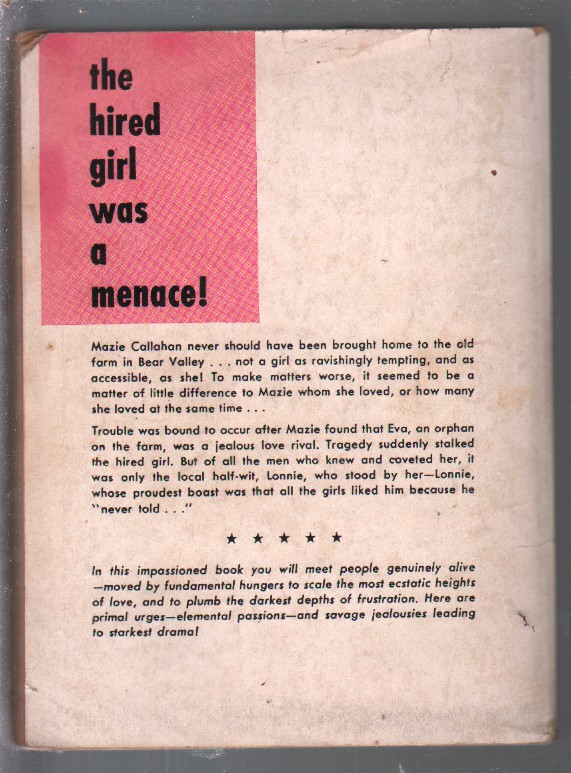 the
hired
girl
was
a
menace!
Mazie Callahan never should have been brought home to the old
farm in Bear Valley . . . not a girl as ravishingly tempting, and as
accessible, as she! To make matters worse, it seemed to be a
matter of little difference to Mazie whom she loved, or how many
she loved at the same time . . .
Trouble was bound to occur after Mazie found that Eva, an orphan
on the farm, was a jealous love rival. Tragedy suddenly stalked
the hired girl. But of all the men who knew and coveted her, it
was only the local half-wit, Lonnie, who stood by her—Lonnie,
whose proudest boast was that all the girls liked him because he
"never told . . ."
★ ★ ★ ★ ★
In this impassioned book you will meet people genuinely alive
—moved by fundamental hungers to scale the most ecstatic heights
of love, and to plumb the darkest depths of frustration. Here are
primal urges—elemental passions—and savage jealousies leading
to starkest drama!